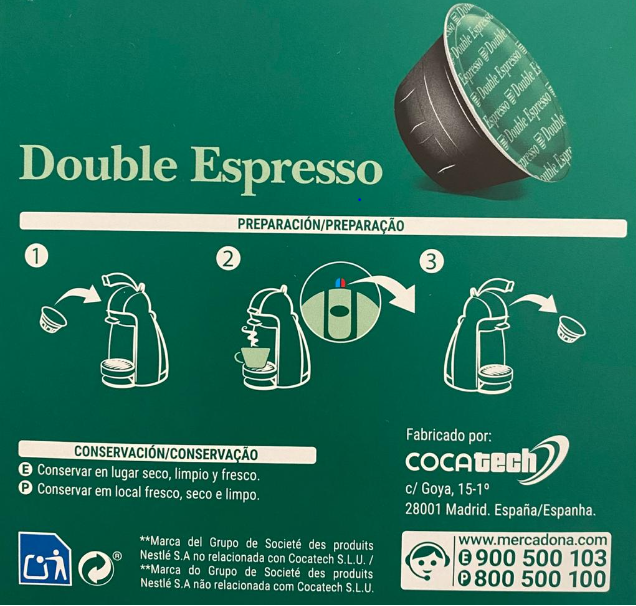 Double Espresso
PREPARACIÓN/PREPARAÇÃO
1
2
3
CONSERVACIÓN/CONSERVAÇÃO
E Conservar en lugar seco, limpio y fresco.
P Conservar em local fresco, seco e limpo.
Fabricado por:
COCAtech
c/ Goya, 15-1º
28001 Madrid. España/Espanha.
**Marca del Grupo de Societé des produits
Nestlé S.A no relacionada con Cocatech S.L.U. /
**Marca do Grupo de Societé des produits
Nestlé S.A não relacionada com Cocatech S.L.U.
®
www.mercadona.com
E 900 500 103
P 800 500 100